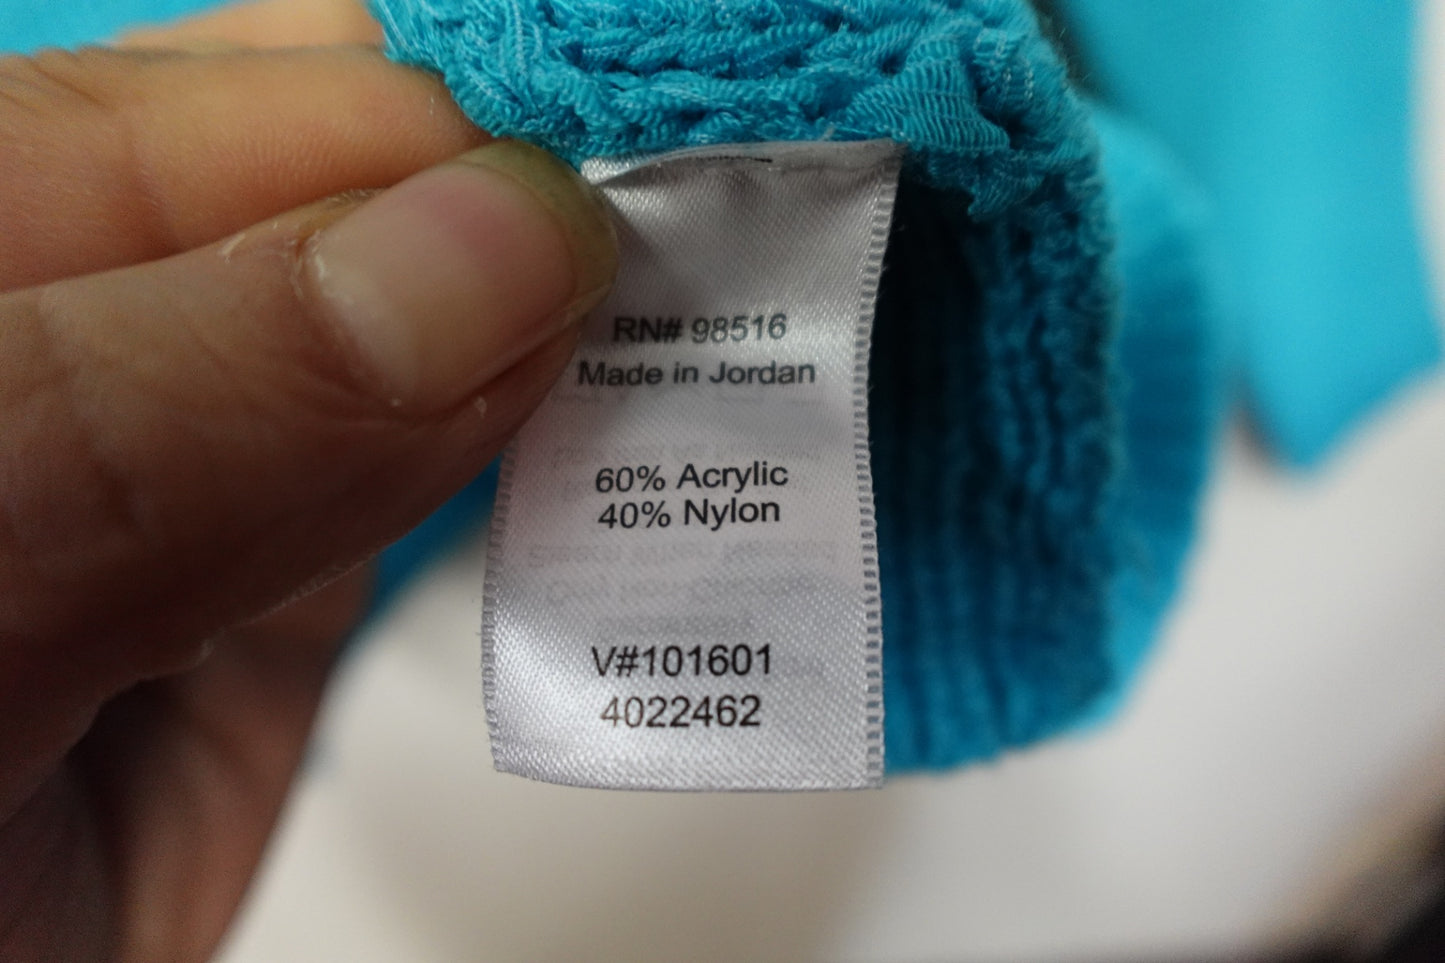 RN# 98516
Made in Jordan
60% Acrylic
40% Nylon
V#101601
4022462